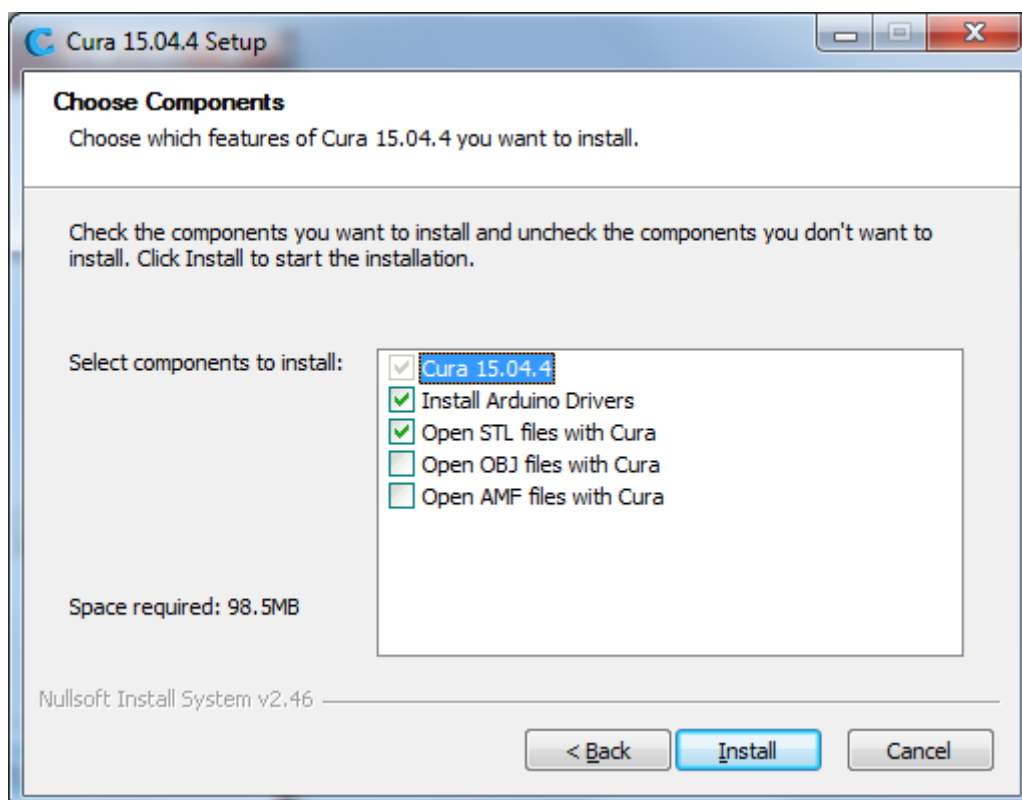 Cura 15.04.4 Setup
Choose Components
Choose which features of Cura 15.04.4 you want to install.
Check the components you want to install and uncheck the components you don't want to
install. Click Install to start the installation.
Select components to install:
Cura 15.04.4
Install Arduino Drivers
Open STL files with Cura
Open OBJ files with Cura
Open AMF files with Cura
Space required: 98.5MB
Nullsoft Install System v2.46
< Back Install Cancel